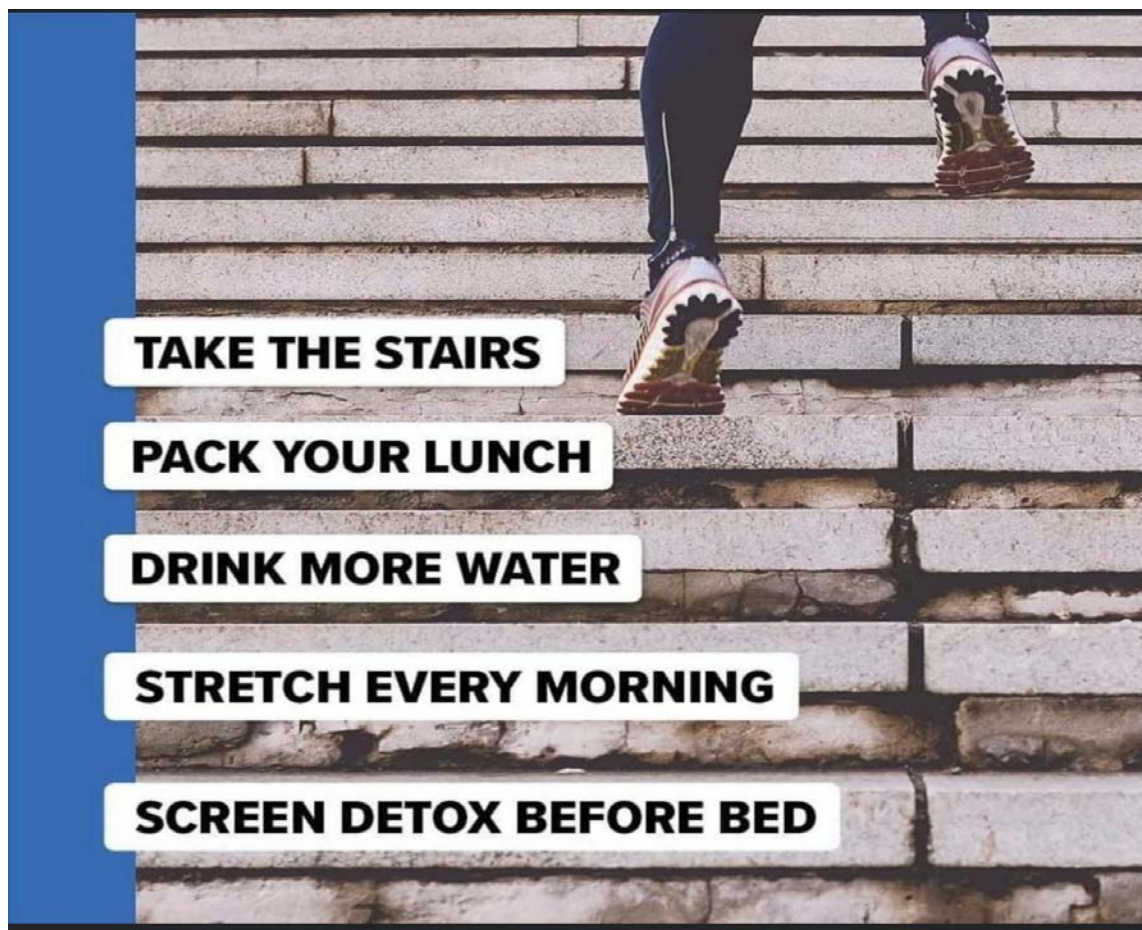 TAKE THE STAIRS
PACK YOUR LUNCH
DRINK MORE WATER
STRETCH EVERY MORNING
SCREEN DETOX BEFORE BED